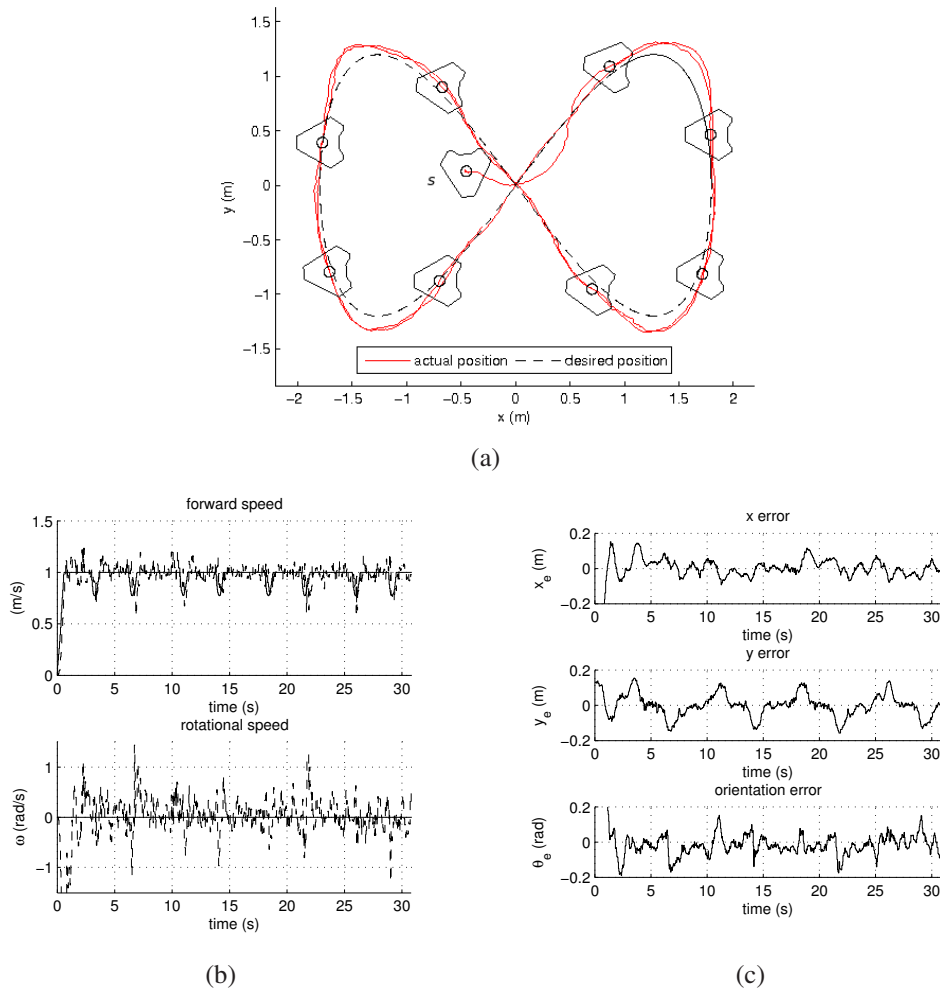 1.5
1
0.5
0
−0.5
−1
−1.5
y (m)
s
actual position
desired position
−2
−1.5
−1
−0.5
0
0.5
1
1.5
2
x (m)
(a)
forward speed
1.5
1
0.5
0
(m/s)
0
5
10
15
20
25
30
time (s)
rotational speed
1
0
−1
ω (rad/s)
0
5
10
15
20
25
30
time (s)
(b)
x error
0.2
0
−0.2
x_e (m)
0
5
10
15
20
25
30
time (s)
y error
0.2
0
−0.2
y_e (m)
0
5
10
15
20
25
30
time (s)
orientation error
0.2
0
0.2
θ_e (rad)
0
5
10
15
20
25
30
time (s)
(c)